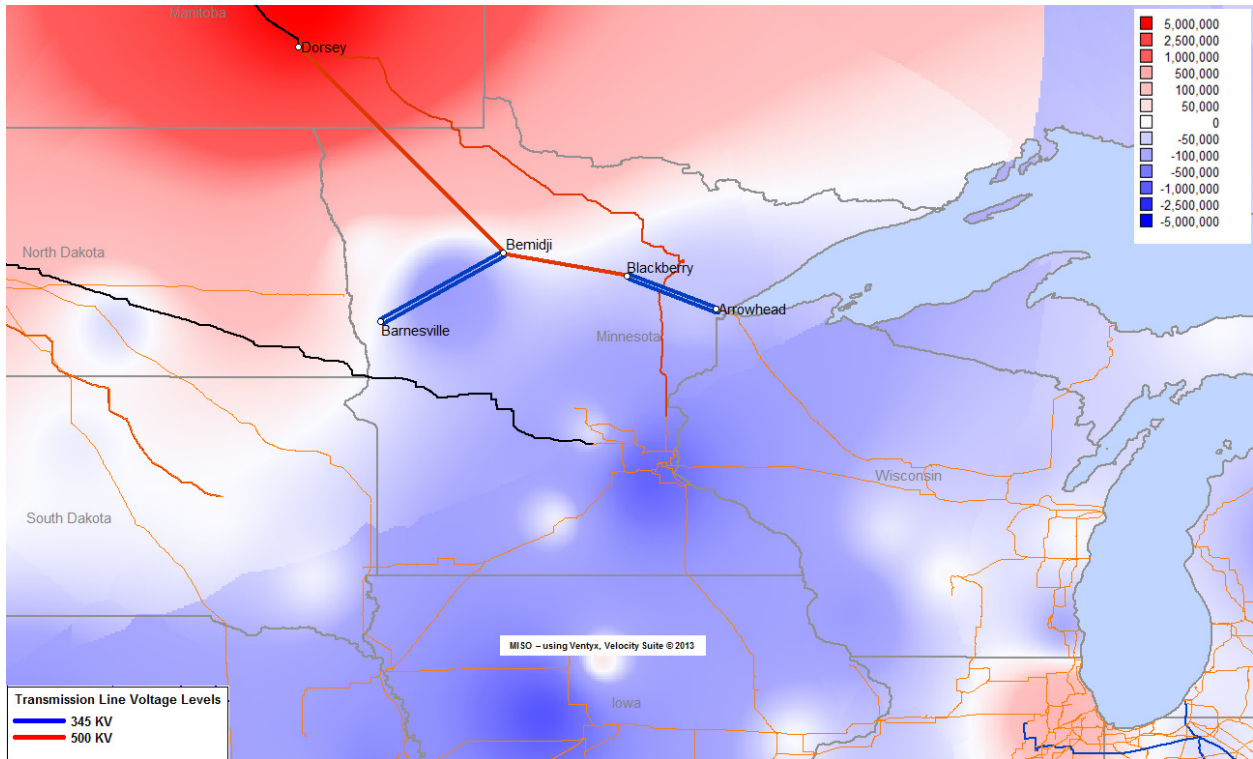 Manitoba
Dorsey
5,000,000
2,500,000
1,000,000
500,000
100,000
50,000
0
-50,000
-100,000
-500,000
-1,000,000
-2,500,000
-5,000,000
North Dakota
Bemidji
Blackberry
Arrowhead
Barnesville
Minnesota
Wisconsin
South Dakota
MISO – using Ventyx, Velocity Suite © 2013
Iowa
Transmission Line Voltage Levels
345 KV
500 KV